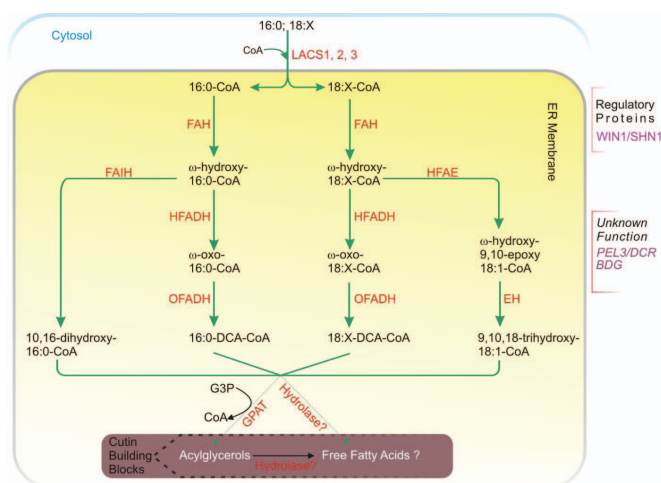 16:0; 18:X
Cytosol
CoA
LACS1, 2, 3
16:0-CoA
18:X-CoA
ER Membrane
Regulatory
Proteins
WIN1/SHN1
FAH
FAH
FAIH
ω-hydroxy-
16:0-CoA
ω-hydroxy-
18:X-CoA
HFAE
HFADH
HFADH
ω-oxo-
16:0-CoA
ω-oxo-
18:X-CoA
ω-hydroxy-
9,10-epoxy
18:1-CoA
Unknown
Function
PEL3/DCR
BDG
OFADH
OFADH
EH
10,16-dihydroxy-
16:0-CoA
16:0-DCA-CoA
18:X-DCA-CoA
9,10,18-trihydroxy-
18:1-CoA
G3P
CoA
GPAT
Hydrolase?
Cutin
Building
Blocks
Acylglycerols
Free Fatty Acids ?
Hydrolase?